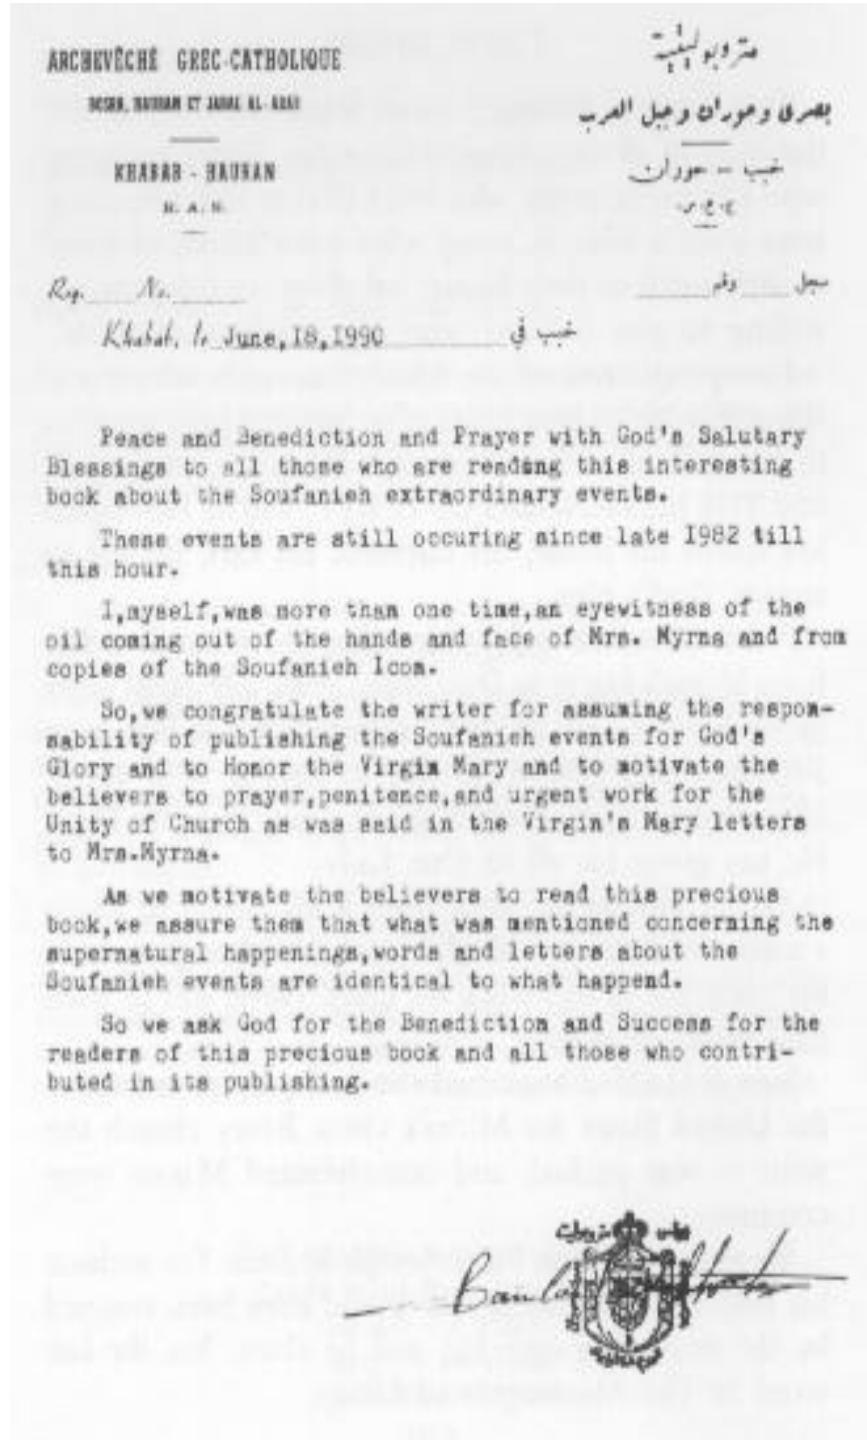 ARCHEVÊCHÉ GREC-CATHOLIQUE
BOSRA, HAURAN ET JABAL AL-ARAB
KHABAB - HAURAN
متروبوليتية
بصرى وحوران وجبل العرب
خبب - حوران
Reg. No.
سجل رقم
Khabab, le June,I8,I990
خبب في
Peace and Benediction and Prayer with God's Salutary
Blessings to all those who are reading this interesting
book about the Soufanieh extraordinary events.
These events are still occuring since late I982 till
this hour.
I,myself,was more than one time,an eyewitness of the
oil coming out of the hands and face of Mrs. Myrna and from
copies of the Soufanieh Icon.
So,we congratulate the writer for assuming the respon-
sability of publishing the Soufanieh events for God's
Glory and to Honor the Virgin Mary and to motivate the
believers to prayer,penitence,and urgent work for the
Unity of Church as was said in the Virgin's Mary letters
to Mrs.Myrna.
As we motivate the believers to read this precious
book,we assure them that what was mentioned concerning the
supernatural happenings,words and letters about the
Soufanieh events are identical to what happend.
So we ask God for the Benediction and Success for the
readers of this precious book and all those who contri-
buted in its publishing.